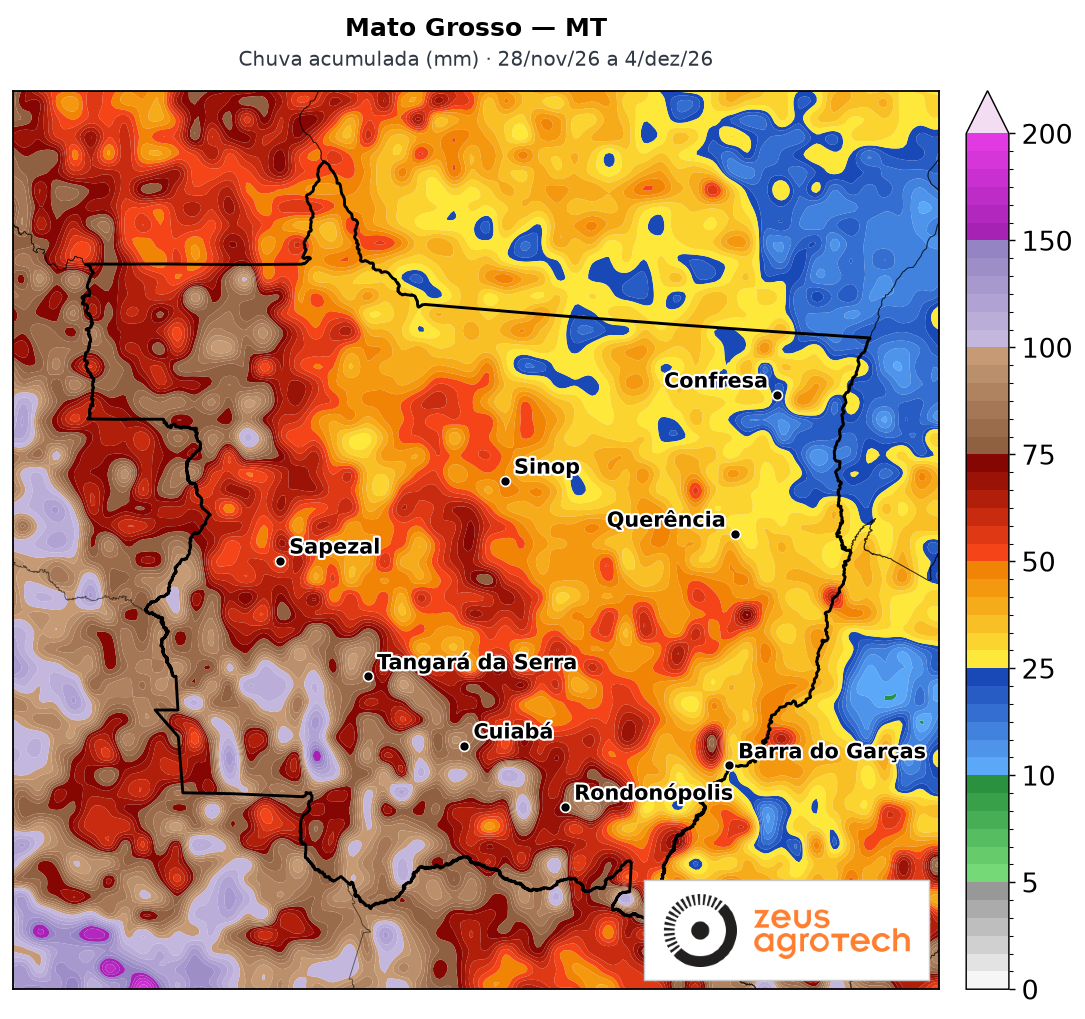 Mato Grosso — MT
Chuva acumulada (mm) · 28/nov/26 a 4/dez/26
200
150
100
75
50
25
10
5
0
Confresa
Sinop
Querência
Sapezal
Tangará da Serra
Cuiabá
Barra do Garças
Rondonópolis
zeus
agrotech